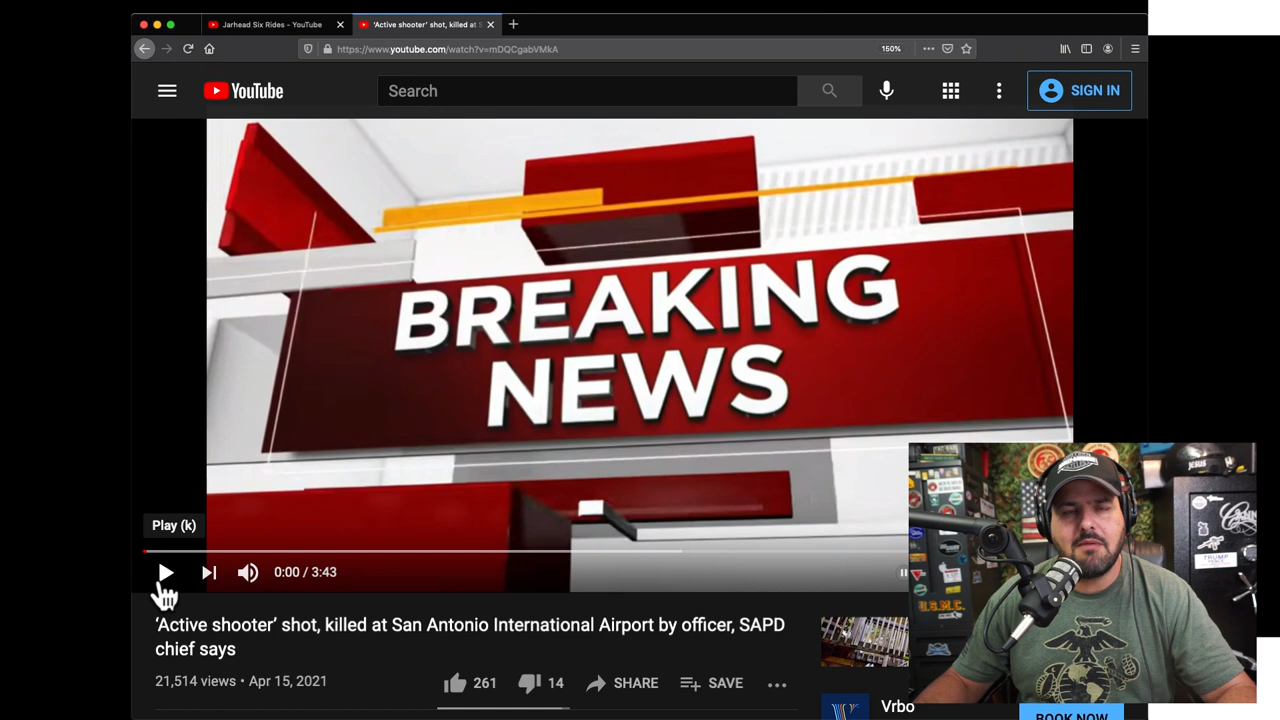 Jarhead Six Rides - YouTube
'Active shooter' shot, killed at S
https://www.youtube.com/watch?v=mDQCgabVMkA
150%
YouTube
Search
SIGN IN
BREAKING
NEWS
Play (k)
0:00 / 3:43
'Active shooter' shot, killed at San Antonio International Airport by officer, SAPD
chief says
21,514 views • Apr 15, 2021
261
14
SHARE
SAVE
Vrbo
BOOK NOW
JESUS
TRUMP
U.S.M.C.